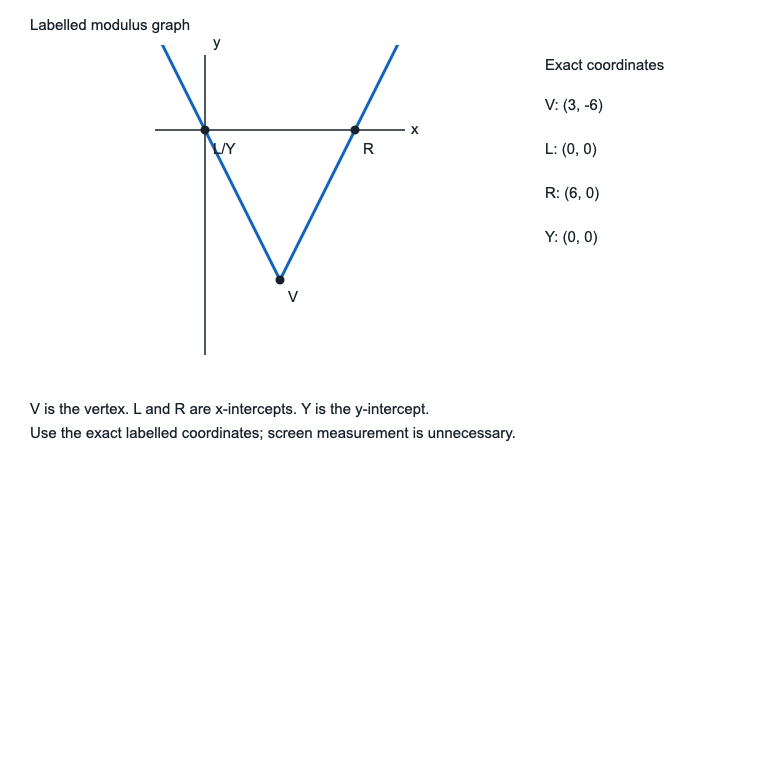 Labelled modulus graph
y
x
L/Y
R
V
Exact coordinates
V: (3, -6)
L: (0, 0)
R: (6, 0)
Y: (0, 0)
V is the vertex. L and R are x-intercepts. Y is the y-intercept.
Use the exact labelled coordinates; screen measurement is unnecessary.